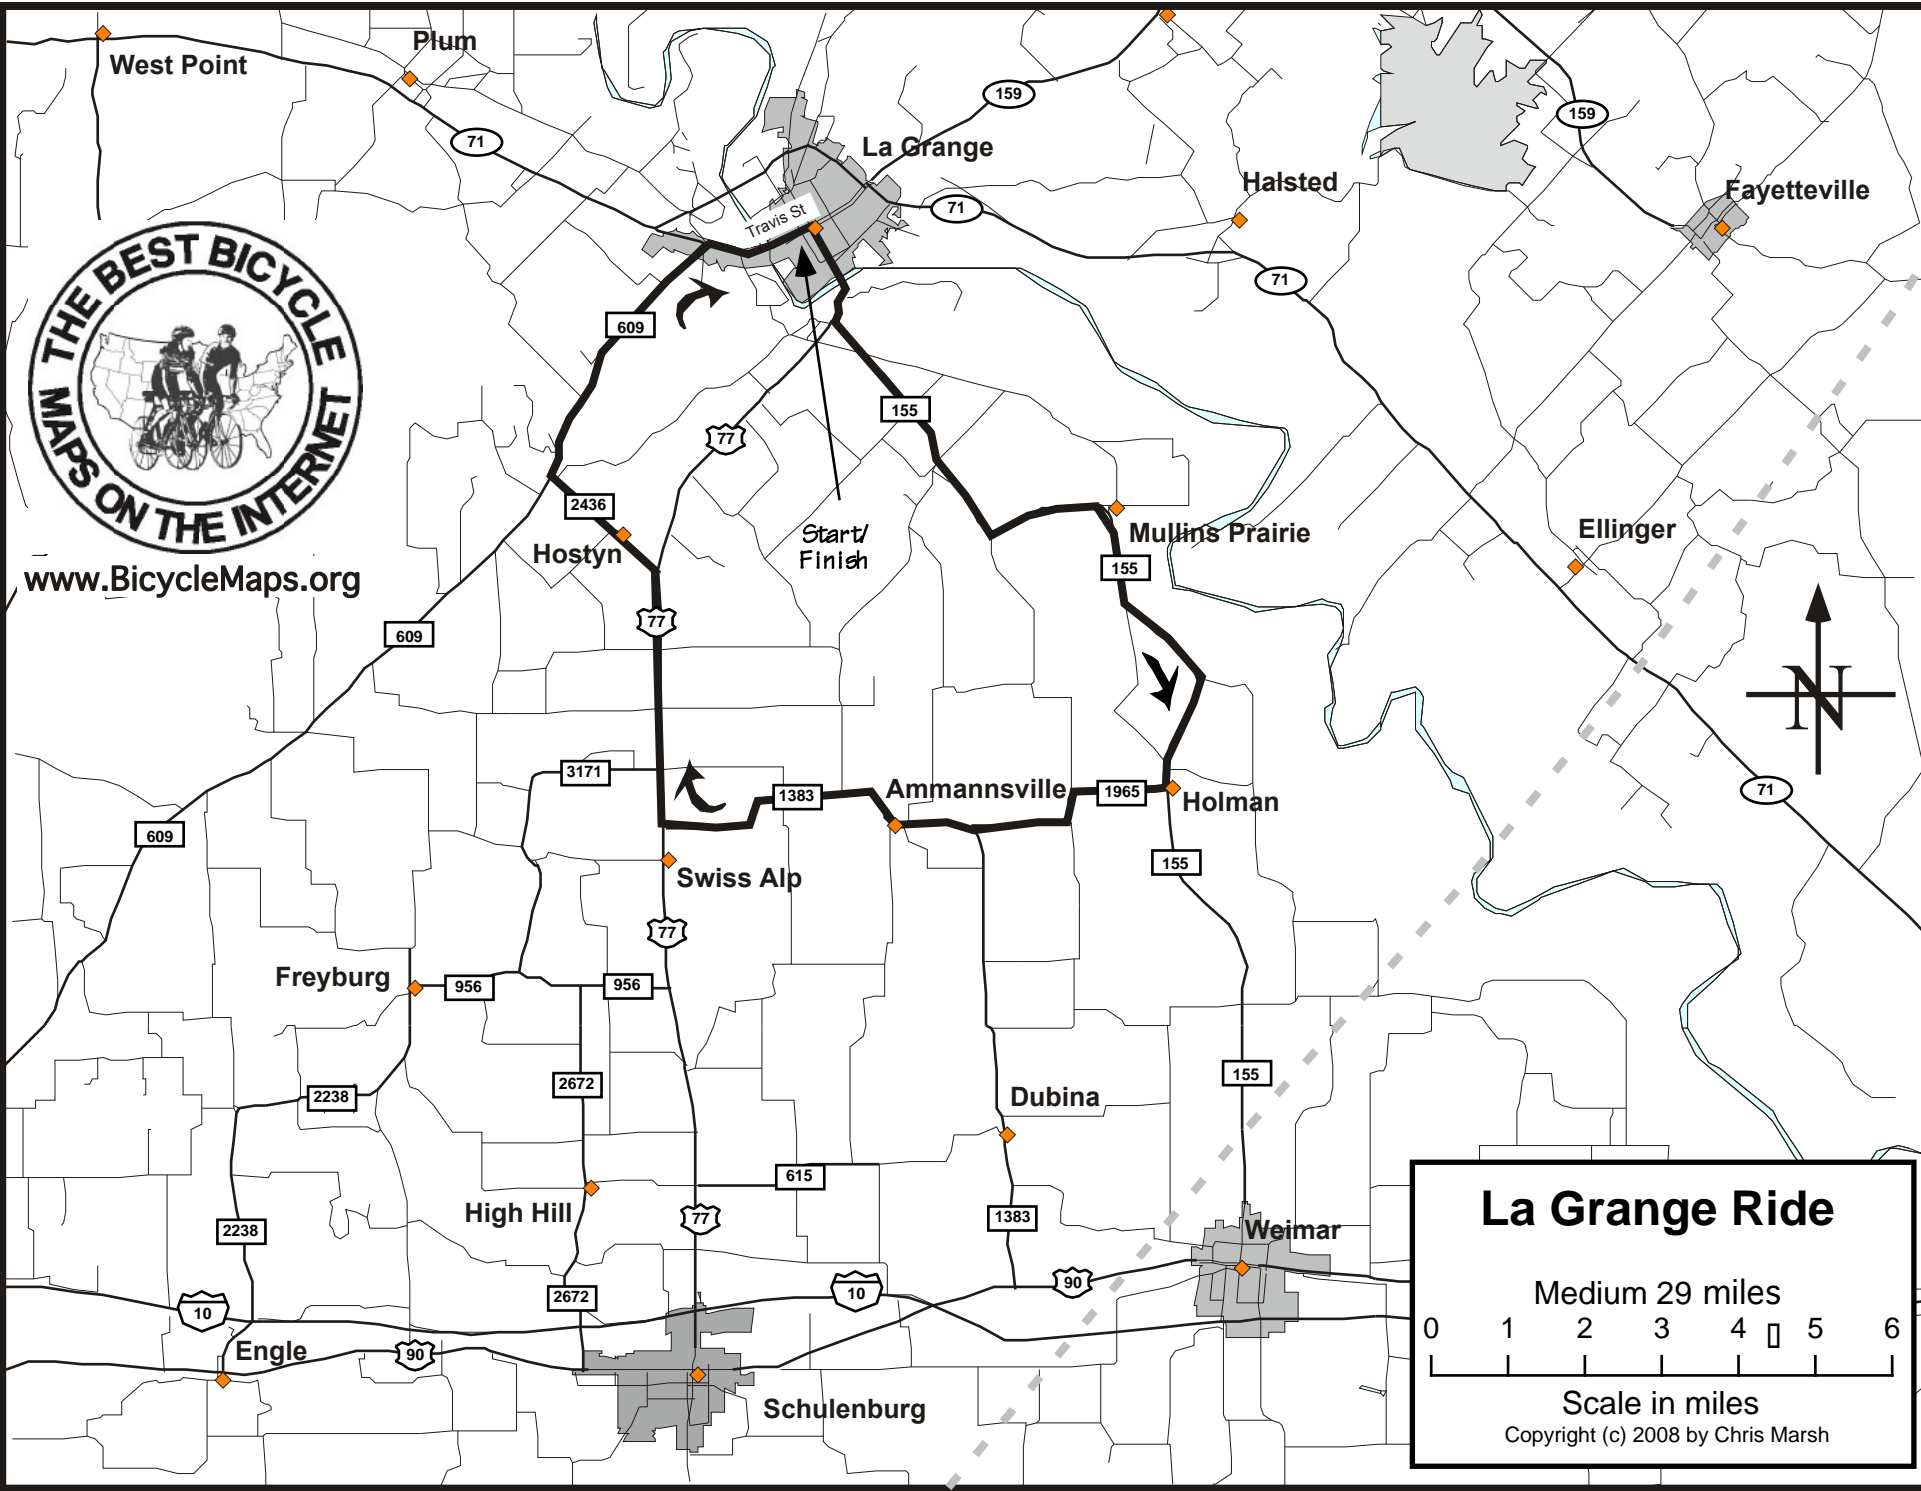 West Point
Plum
71
159
La Grange
Travis St
71
Halsted
71
159
Fayetteville
THE BEST BICYCLE
MAPS ON THE INTERNET
www.BicycleMaps.org
609
155
77
2436
Hostyn
Start/
Finish
Mullins Prairie
155
Ellinger
77
609
N
3171
1383
Ammannsville
1965
Holman
71
609
Swiss Alp
155
77
Freyburg
956
956
2672
155
2238
Dubina
615
High Hill
77
1383
2238
Weimar
10
2672
10
90
Engle
90
Schulenburg
La Grange Ride
Medium 29 miles
0 1 2 3 4 5 6
Scale in miles
Copyright (c) 2008 by Chris Marsh